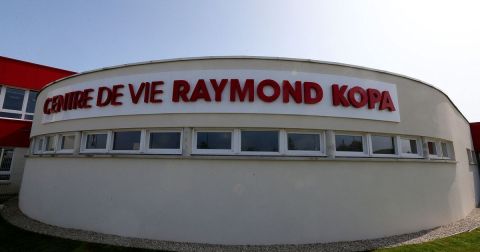 CENTRE DE VIE RAYMOND KOPA